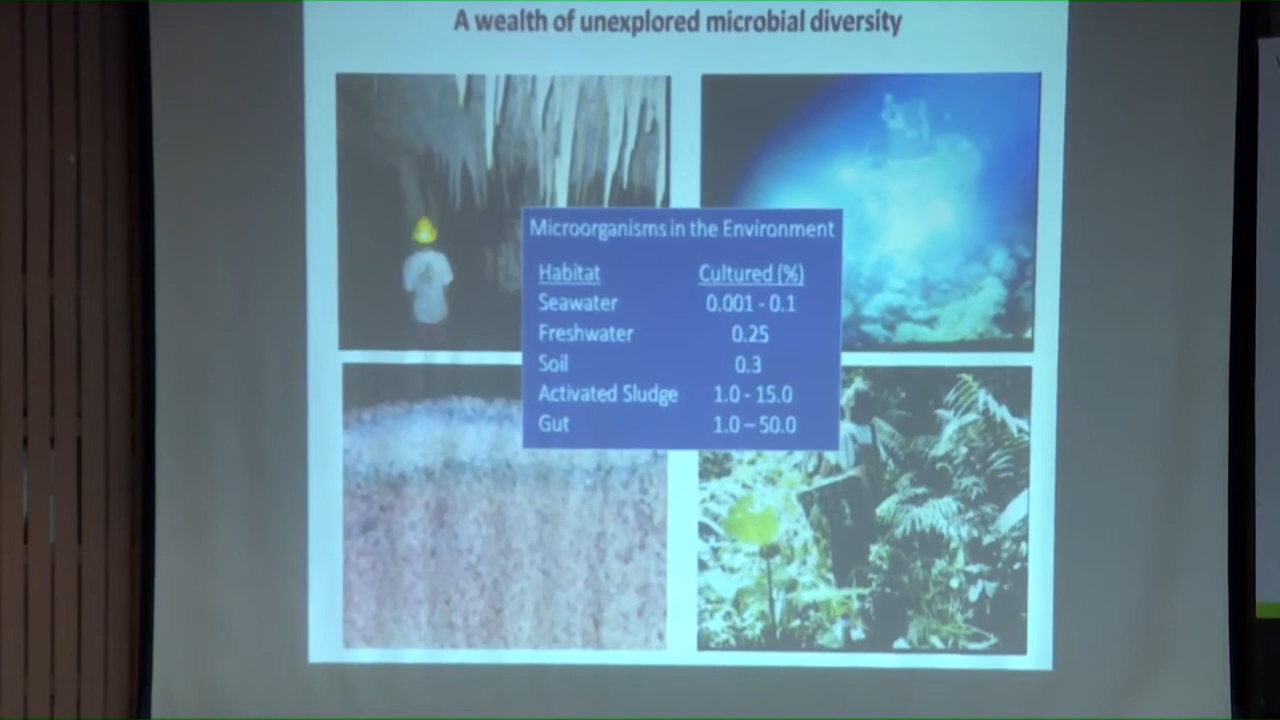 A wealth of unexplored microbial diversity
Microorganisms in the Environment
Habitat Cultured (%)
Seawater 0.001 - 0.1
Freshwater 0.25
Soil 0.3
Activated Sludge 1.0 - 15.0
Gut 1.0 – 50.0